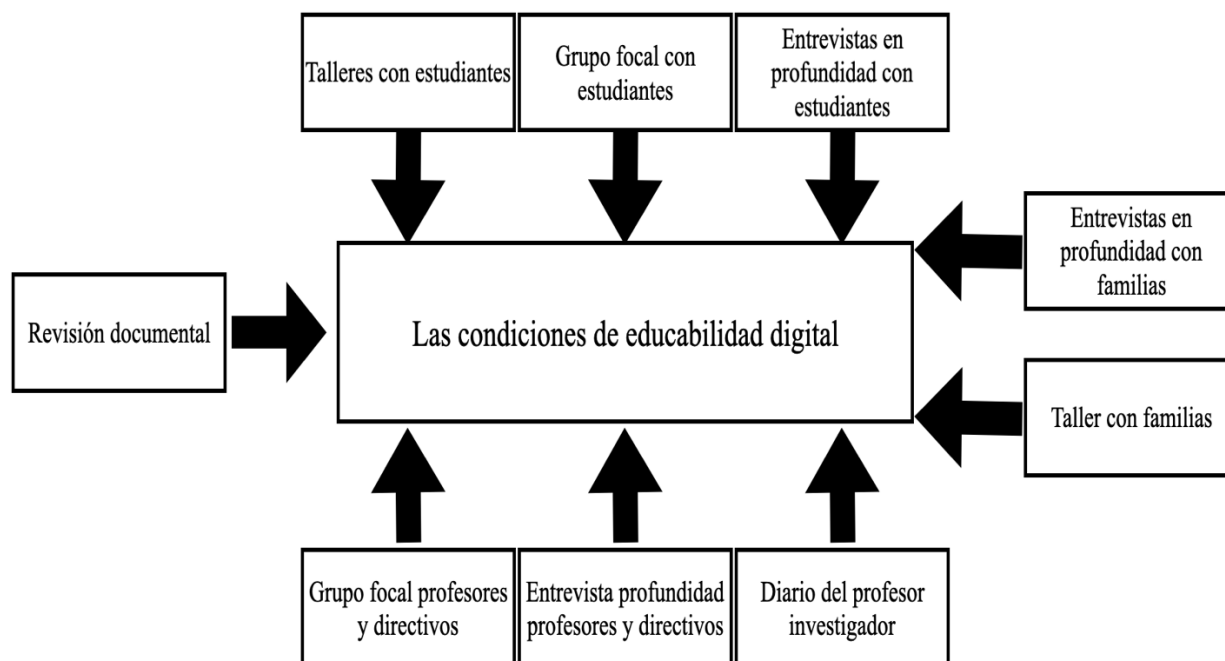 Talleres con estudiantes
Grupo focal con
estudiantes
Entrevistas en
profundidad con
estudiantes
Entrevistas en
profundidad con
familias
Revisión documental
Las condiciones de educabilidad digital
Taller con familias
Grupo focal profesores
y directivos
Entrevista profundidad
profesores y directivos
Diario del profesor
investigador